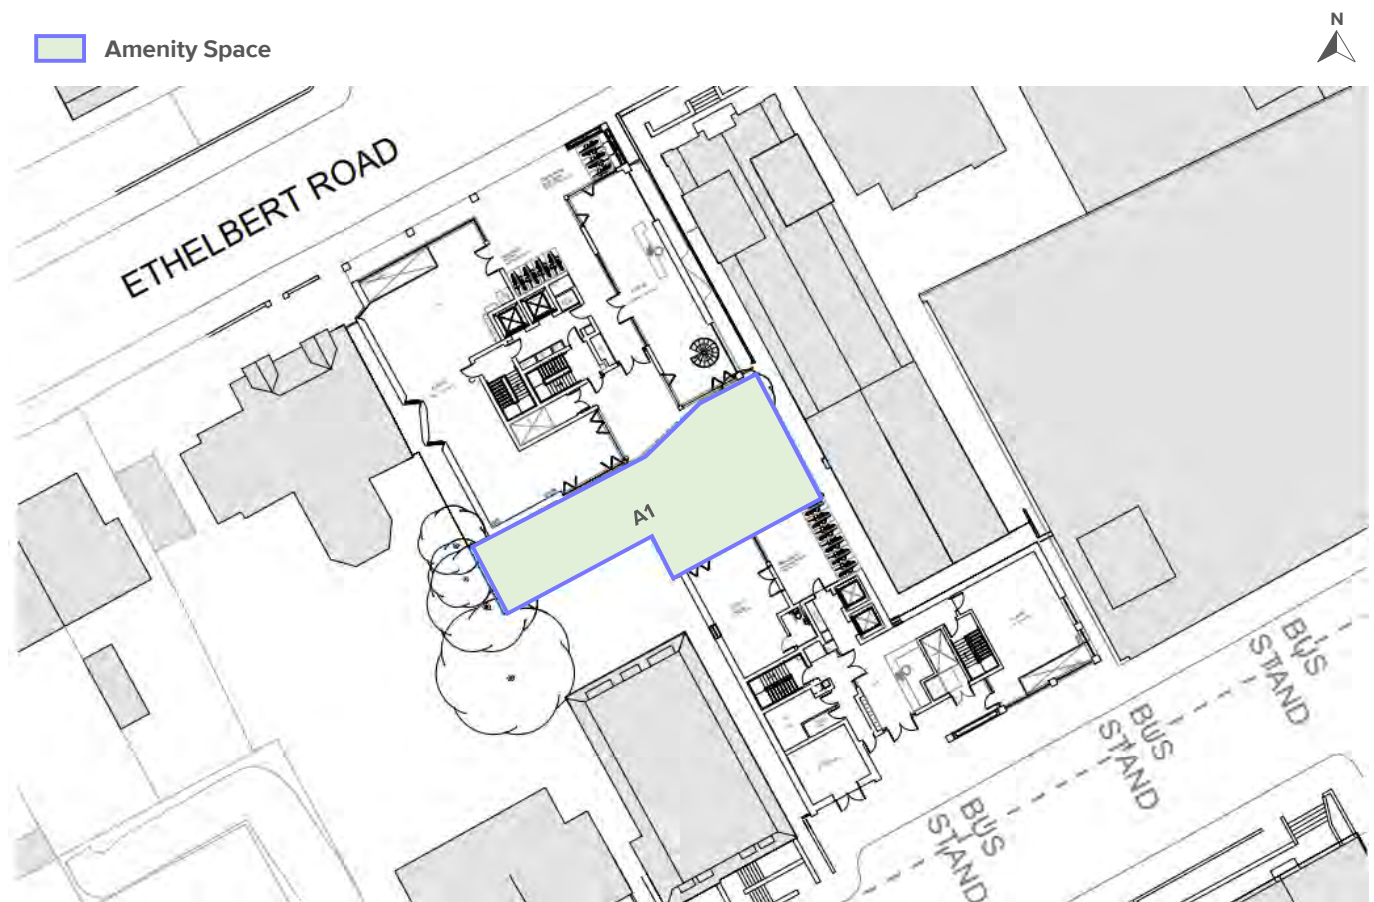 Amenity Space
N
ETHELBERT ROAD
A1
BUS
STAND
BUS
STAND
BUS
STAND